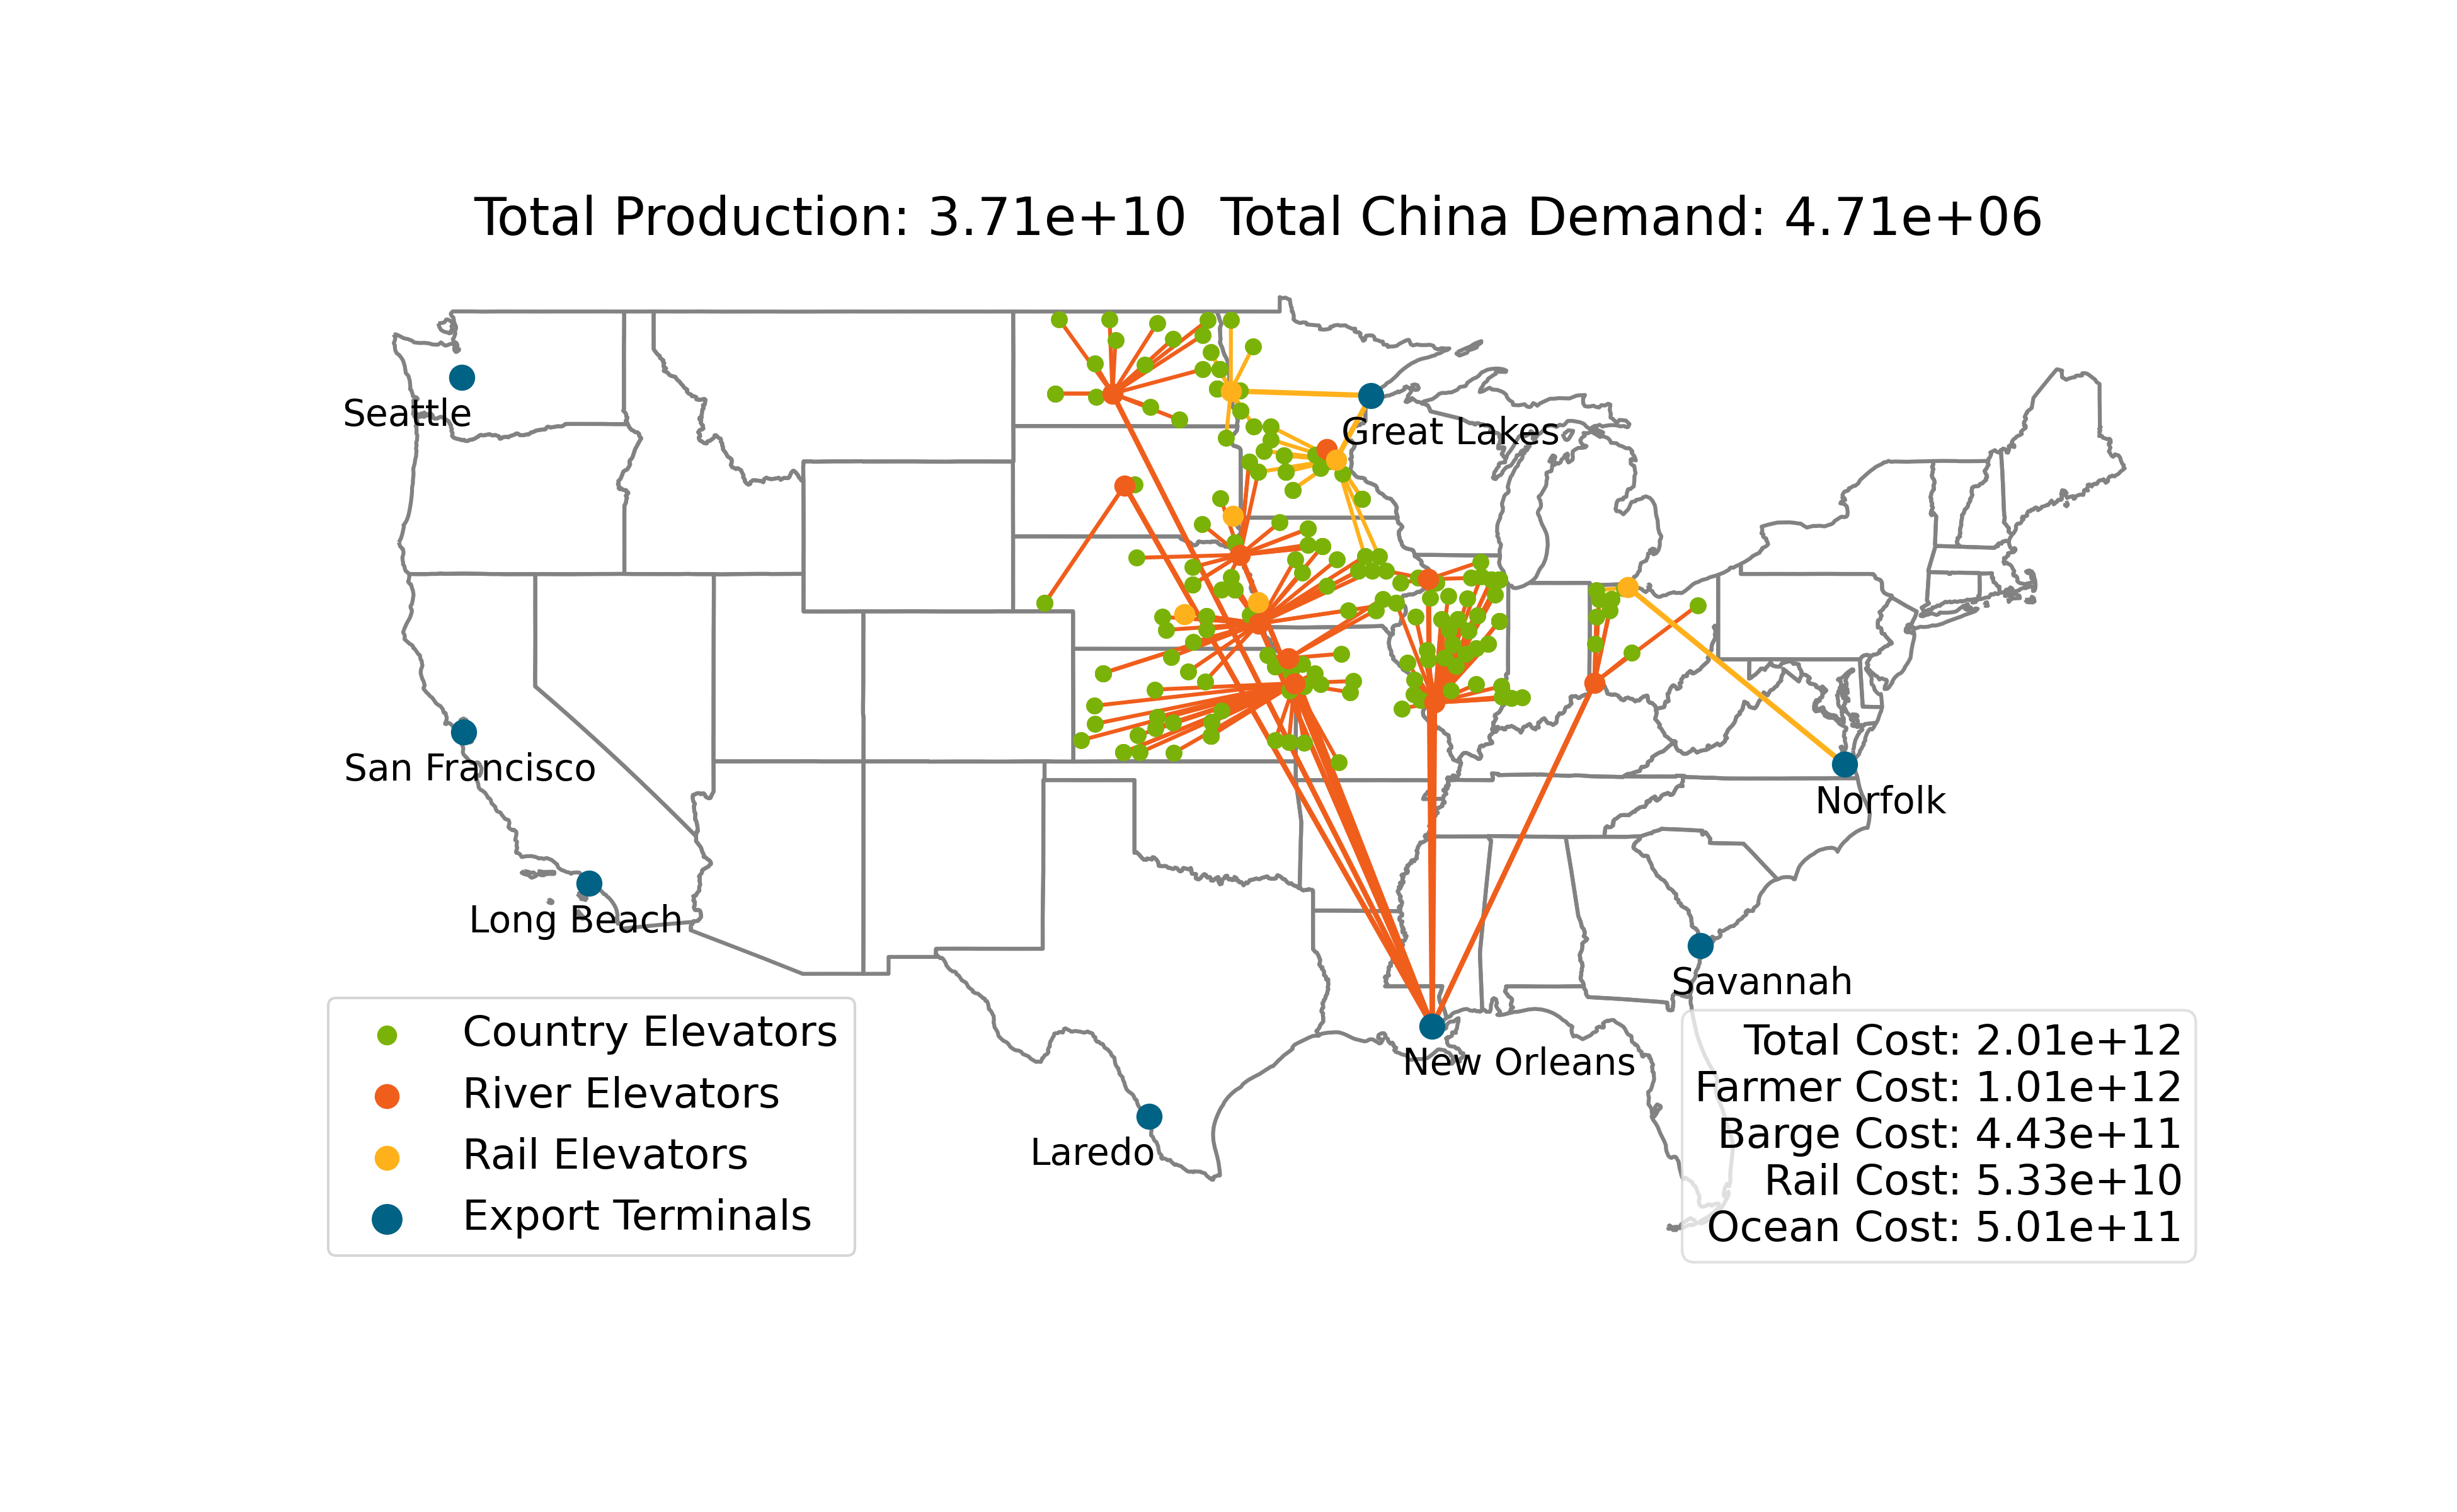 Total Production: 3.71e+10  Total China Demand: 4.71e+06
Seattle
Great Lakes
San Francisco
Norfolk
Long Beach
Savannah
New Orleans
Laredo
Country Elevators
River Elevators
Rail Elevators
Export Terminals
Total Cost: 2.01e+12
Farmer Cost: 1.01e+12
Barge Cost: 4.43e+11
Rail Cost: 5.33e+10
Ocean Cost: 5.01e+11